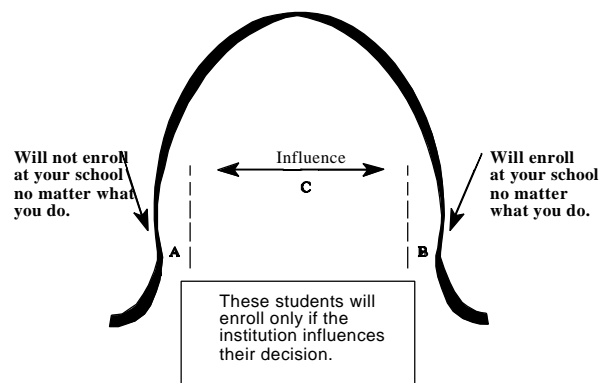 Will not enroll
at your school
no matter what
you do.
Influence
C
Will enroll
at your school
no matter
what you do.
A
B
These students will
enroll only if the
institution influences
their decision.